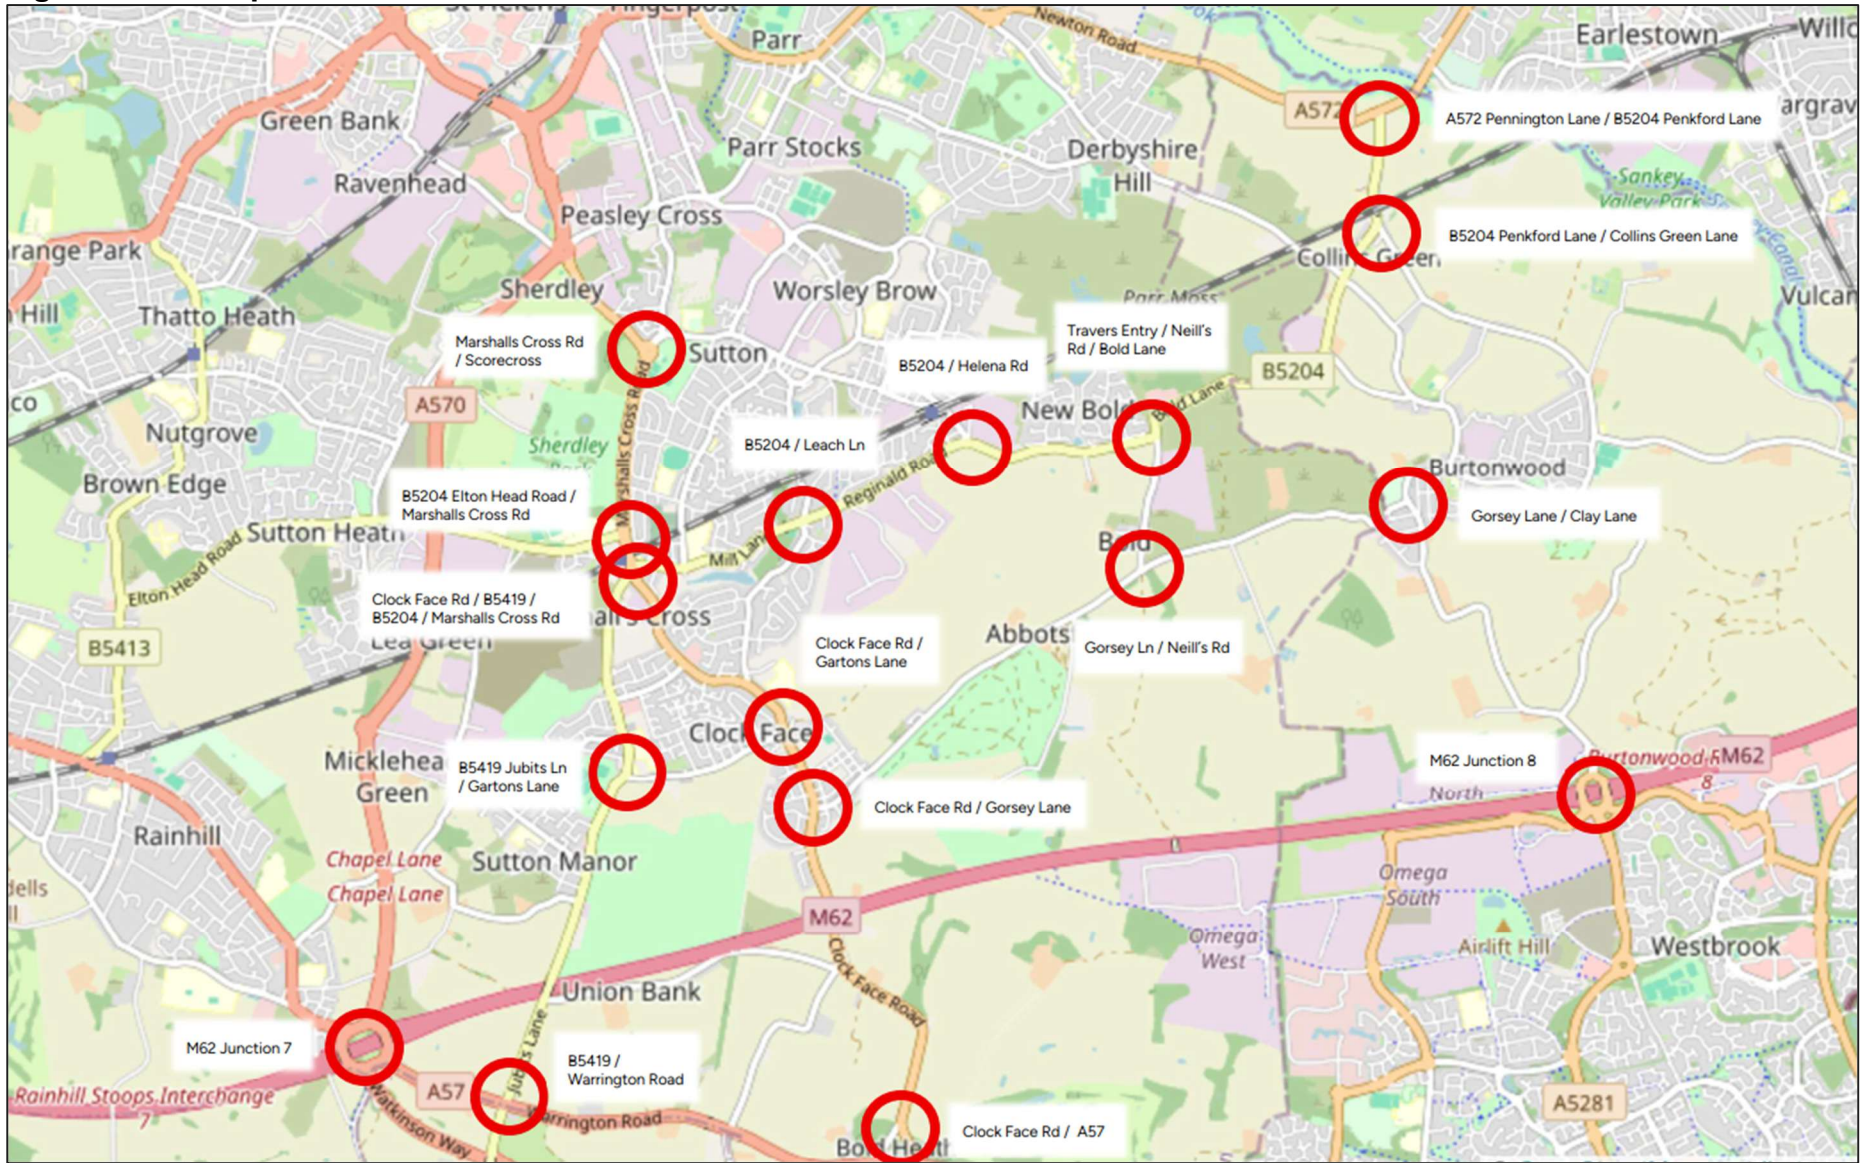 Parr
Newton Road
Earlestown
A572
A572 Pennington Lane / B5204 Penkford Lane
Green Bank
Parr Stocks
Derbyshire
Hill
Ravenhead
Sankey
Valley Park
Peasley Cross
B5204 Penkford Lane / Collins Green Lane
Collins Green
Sherdley
Worsley Brow
Parr Moss
Thatto Heath
Marshalls Cross Rd
/ Scorecross
Sutton
Travers Entry / Neill's
Rd / Bold Lane
B5204 / Helena Rd
B5204
A570
Marshalls Cross Road
New Bold
Bold Lane
Nutgrove
Sherdley
B5204 / Leach Ln
Reginald Road
Burtonwood
Brown Edge
B5204 Elton Head Road /
Marshalls Cross Rd
Gorsey Lane / Clay Lane
Sutton Heath
Elton Head Road
Mill Lane
Bold
Clock Face Rd / B5419 /
B5204 / Marshalls Cross Rd
Lea Green
B5413
Clock Face Rd /
Gartons Lane
Gorsey Ln / Neill's Rd
Clock Face
B5419 Jubits Ln
/ Gartons Lane
Green
M62 Junction 8
M62
8
North
Clock Face Rd / Gorsey Lane
Rainhill
Chapel Lane
Chapel Lane
Sutton Manor
Omega
South
M62
Omega
West
Airlift Hill
Westbrook
Clock Face Road
Union Bank
M62 Junction 7
Jubits Lane
B5419 /
Warrington Road
A57
Rainhill Stoops Interchange
7
Watkinson Way
Warrington Road
A5281
Clock Face Rd / A57
Bold Heath